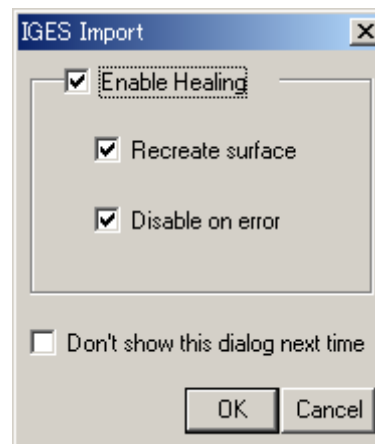 IGES Import
Enable Healing
Recreate surface
Disable on error
Don't show this dialog next time
OK Cancel